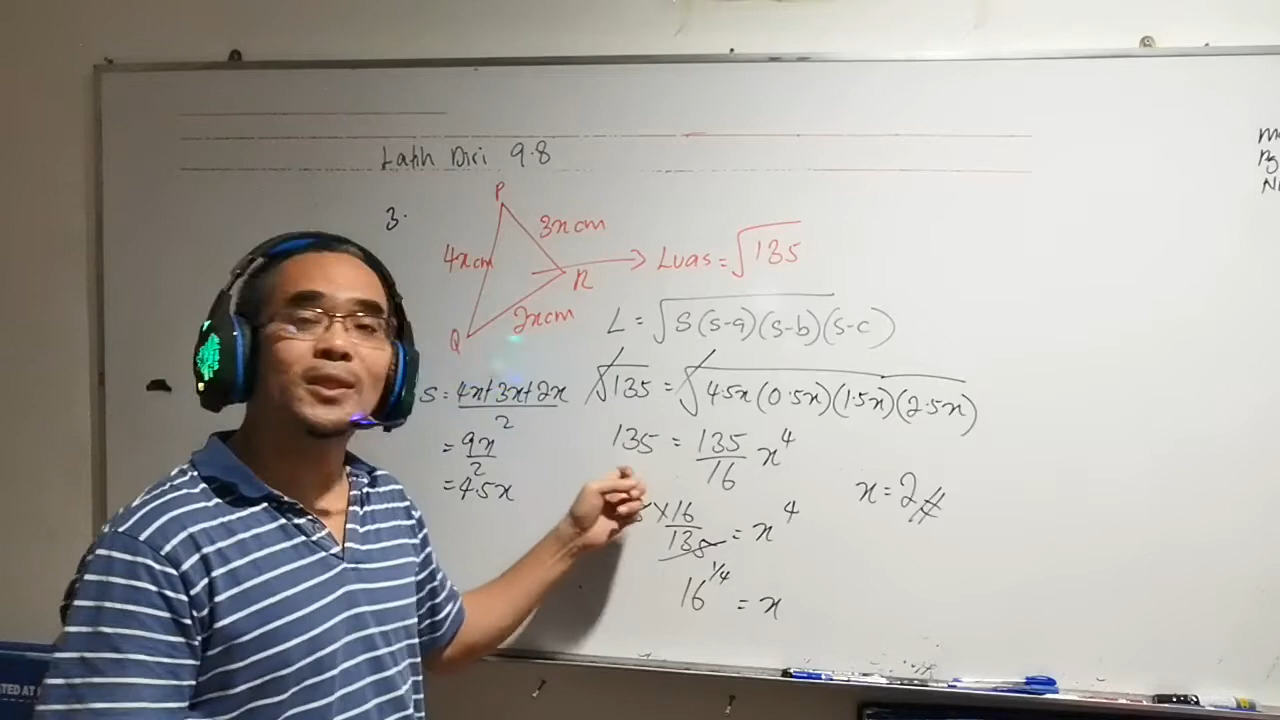 Latih Diri 9.8
3.
P
3x cm
4x cm
R
2x cm
Q
Luas = √135
L = √S(s-a)(s-b)(s-c)
S = 4x+3x+2x
2
= 9x
2
= 4.5x
√135 = √4.5x(0.5x)(1.5x)(2.5x)
135 = 135/16 x⁴
×16/135 = x⁴
16^1/4 = x
x = 2